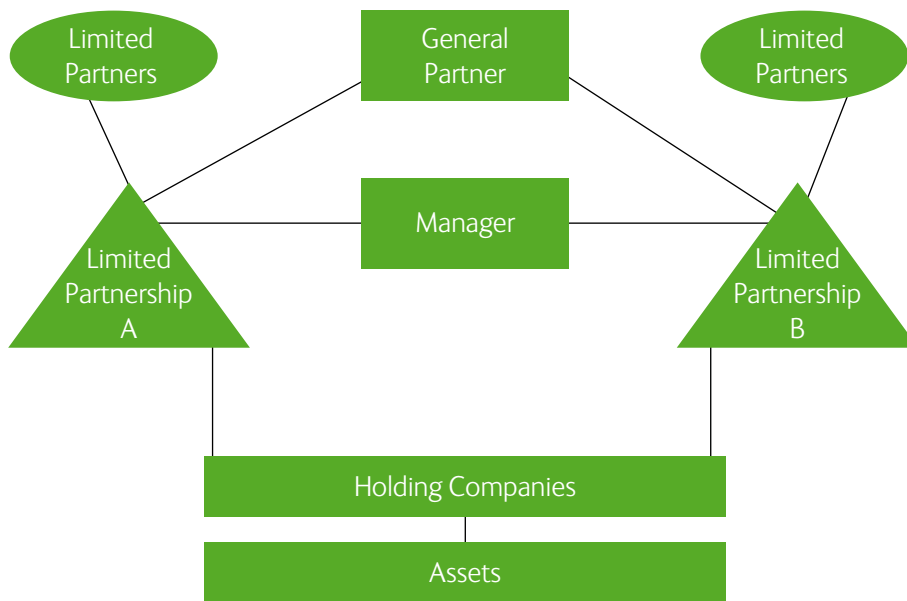 Limited
Partners
General
Partner
Limited
Partners
Manager
Limited
Partnership
A
Limited
Partnership
B
Holding Companies
Assets